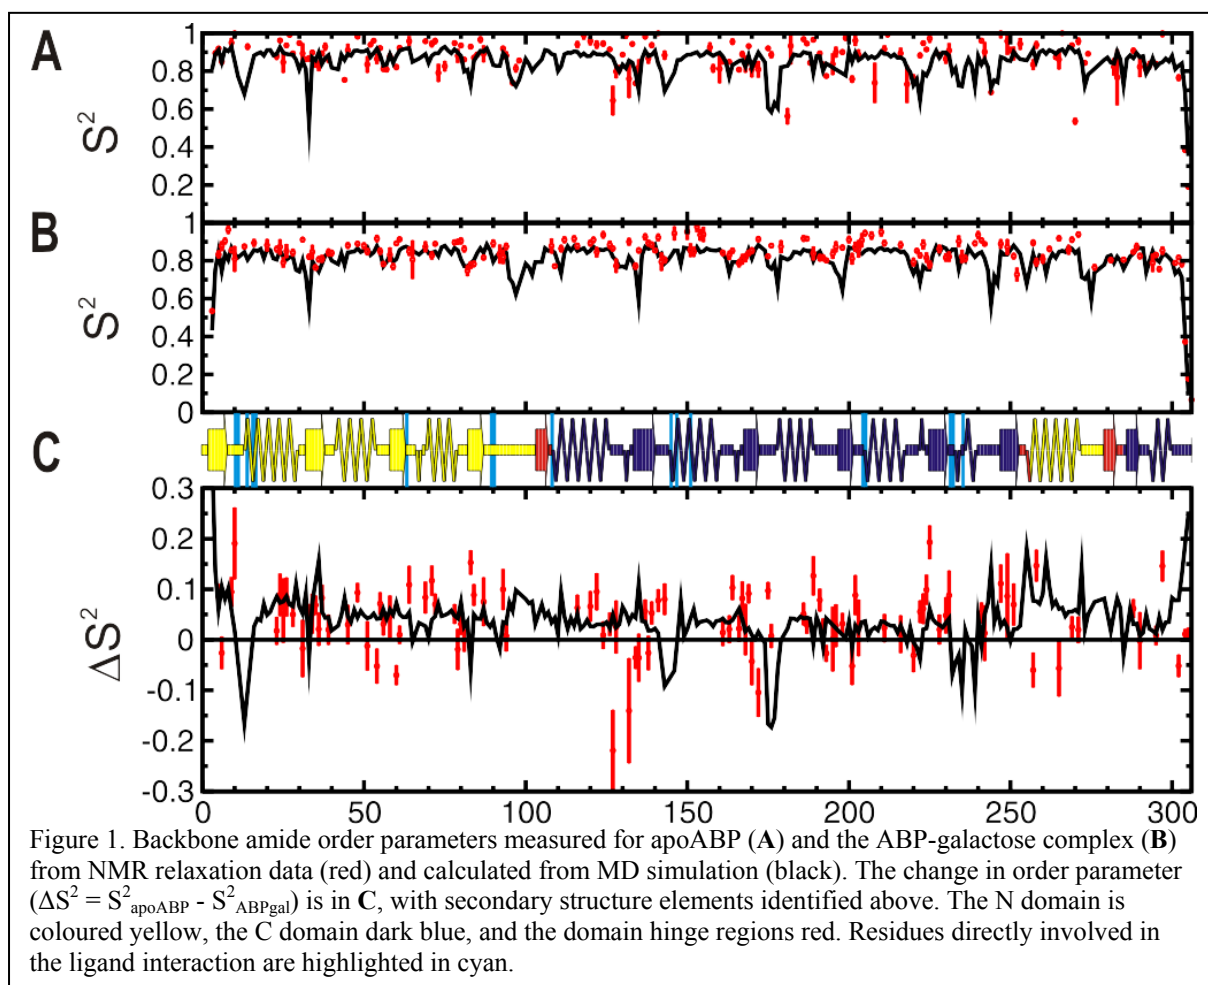 A
1
0.8
0.6
0.4
0.2
S²
B
1
0.8
0.6
0.4
0.2
0
S²
C
0.3
0.2
0.1
0
-0.1
-0.2
-0.3
ΔS²
0 50 100 150 200 250 300
Figure 1. Backbone amide order parameters measured for apoABP (A) and the ABP-galactose complex (B)
from NMR relaxation data (red) and calculated from MD simulation (black). The change in order parameter
(ΔS² = S²apoABP - S²ABPgal) is in C, with secondary structure elements identified above. The N domain is
coloured yellow, the C domain dark blue, and the domain hinge regions red. Residues directly involved in
the ligand interaction are highlighted in cyan.